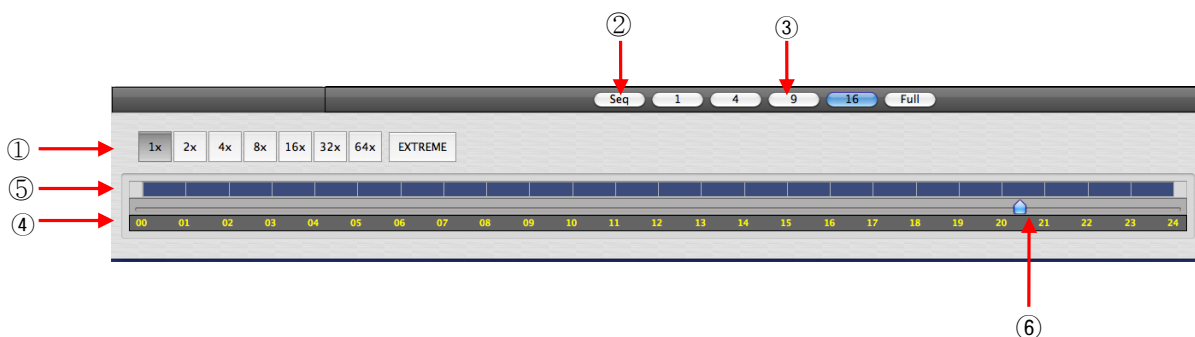 ② ③
Seq 1 4 9 16 Full
① 1x 2x 4x 8x 16x 32x 64x EXTREME
⑤
④ 00 01 02 03 04 05 06 07 08 09 10 11 12 13 14 15 16 17 18 19 20 21 22 23 24
⑥